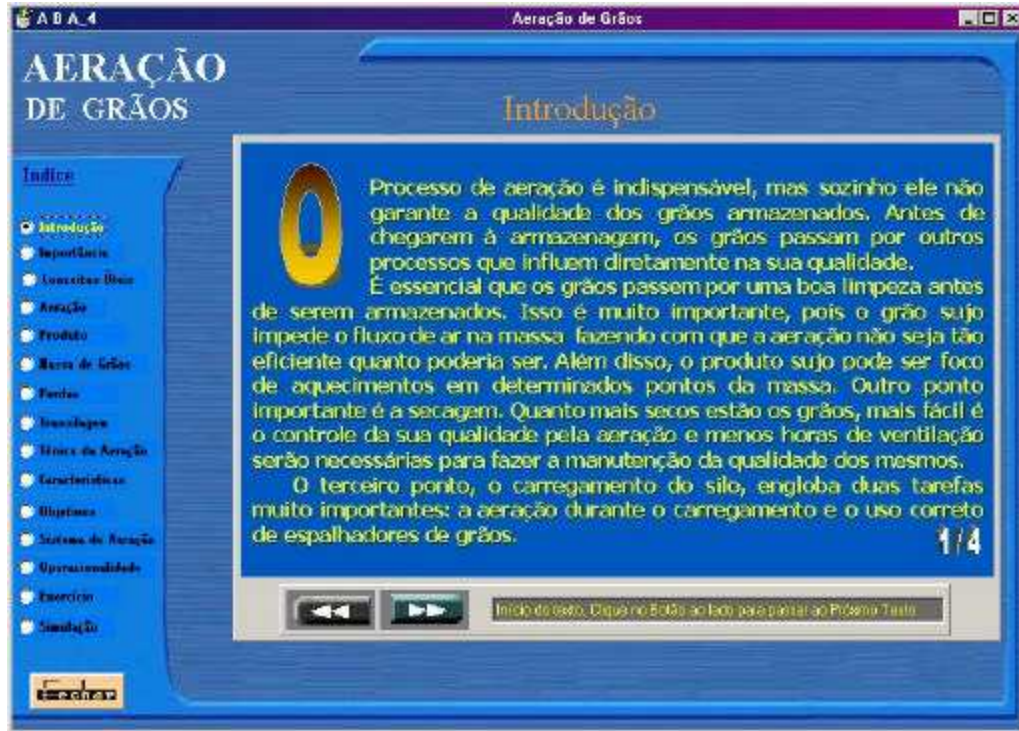 ABA_4
Aeração de Grãos
AERAÇÃO
DE GRÃOS
Introdução
Índice
Introdução
Importância
Conceitos Úteis
Aeração
Produto
Massa de Grãos
Perdas
Técnica da Aeração
Características
Objetivos
Sistema de Aeração
Operacionalidade
Exercício
Simulação
Fechar
O Processo de aeração é indispensável, mas sozinho ele não
garante a qualidade dos grãos armazenados. Antes de
chegarem à armazenagem, os grãos passam por outros
processos que influem diretamente na sua qualidade.
É essencial que os grãos passem por uma boa limpeza antes
de serem armazenados. Isso é muito importante, pois o grão sujo
impede o fluxo de ar na massa fazendo com que a aeração não seja tão
eficiente quanto poderia ser. Além disso, o produto sujo pode ser foco
de aquecimentos em determinados pontos da massa. Outro ponto
importante é a secagem. Quanto mais secos estão os grãos, mais fácil é
o controle da sua qualidade pela aeração e menos horas de ventilação
serão necessárias para fazer a manutenção da qualidade dos mesmos.
O terceiro ponto, o carregamento do silo, engloba duas tarefas
muito importantes: a aeração durante o carregamento e o uso correto
de espalhadores de grãos.
1/4
Início do texto, Clique no Botão ao lado para passar ao Próximo Texto